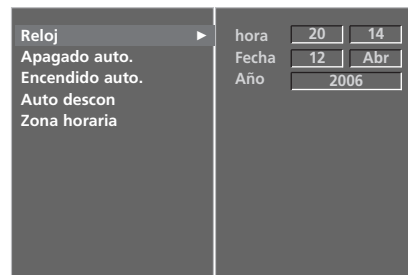 Reloj ►
Apagado auto.
Encendido auto.
Auto descon
Zona horaria
hora 20 14
Fecha 12 Abr
Año 2006